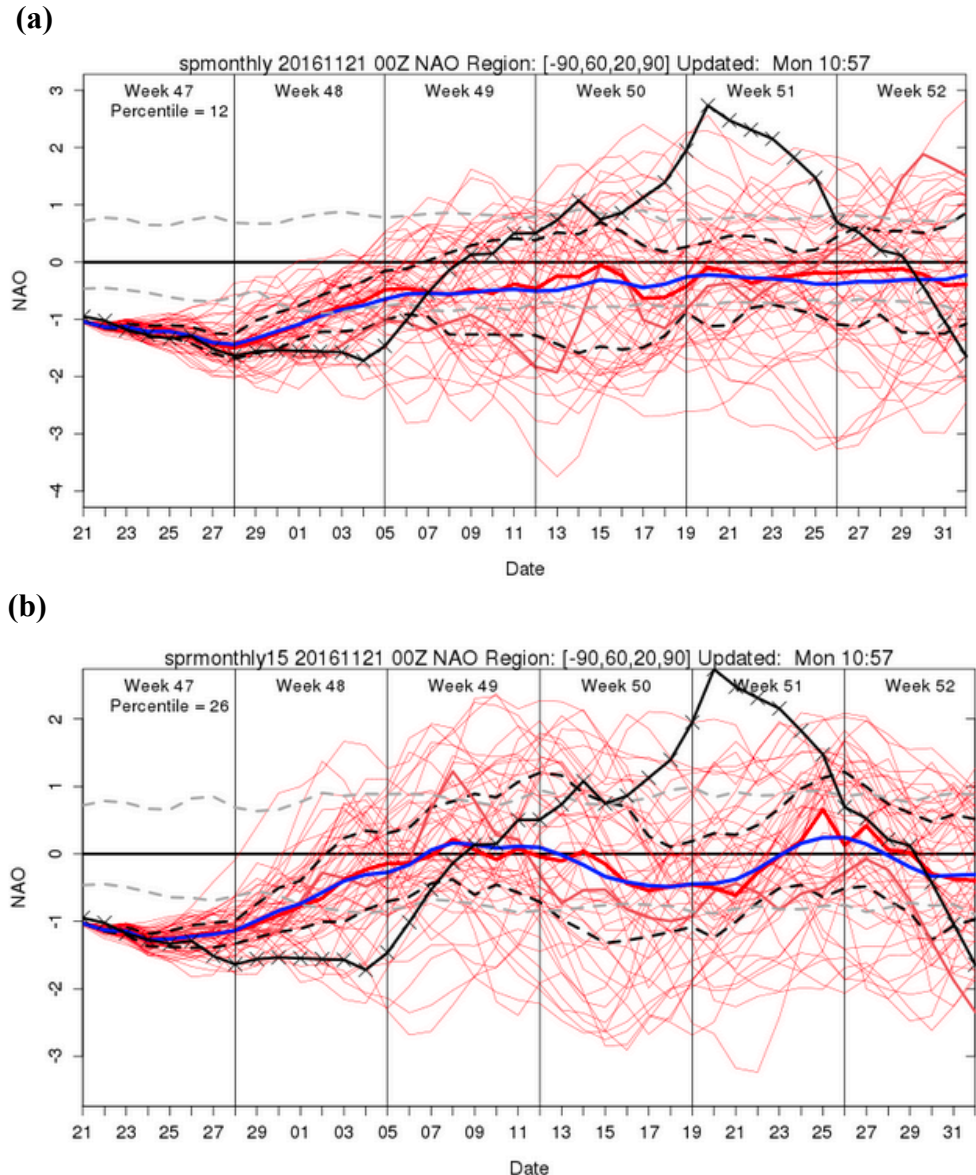 (a)
spmonthly 20161121 00Z NAO Region: [-90,60,20,90] Updated: Mon 10:57
Week 47 Week 48 Week 49 Week 50 Week 51 Week 52
Percentile = 12
3
2
1
0
-1
-2
-3
-4
NAO
21 23 25 27 29 01 03 05 07 09 11 13 15 17 19 21 23 25 27 29 31
Date
(b)
sprmonthly15 20161121 00Z NAO Region: [-90,60,20,90] Updated: Mon 10:57
Week 47 Week 48 Week 49 Week 50 Week 51 Week 52
Percentile = 26
2
1
0
-1
-2
-3
NAO
21 23 25 27 29 01 03 05 07 09 11 13 15 17 19 21 23 25 27 29 31
Date